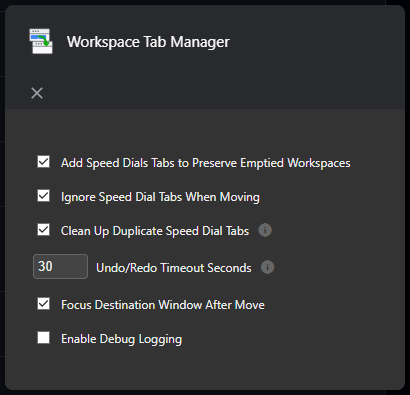 Workspace Tab Manager
Add Speed Dials Tabs to Preserve Emptied Workspaces
Ignore Speed Dial Tabs When Moving
Clean Up Duplicate Speed Dial Tabs
30 Undo/Redo Timeout Seconds
Focus Destination Window After Move
Enable Debug Logging